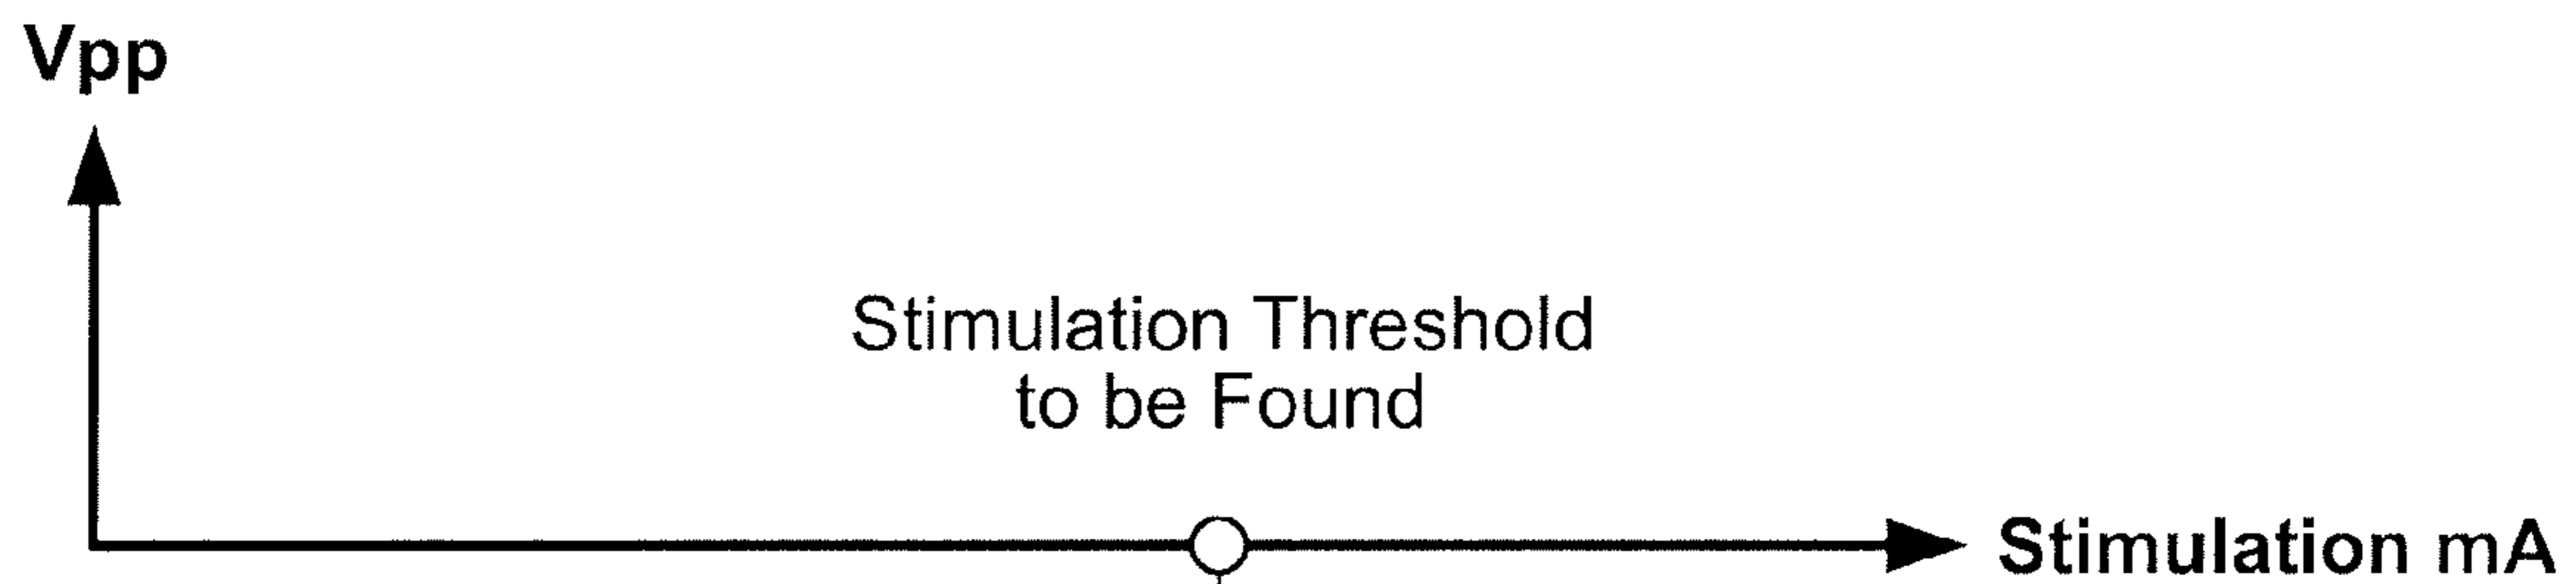 Vpp
Stimulation Threshold
to be Found
Stimulation mA